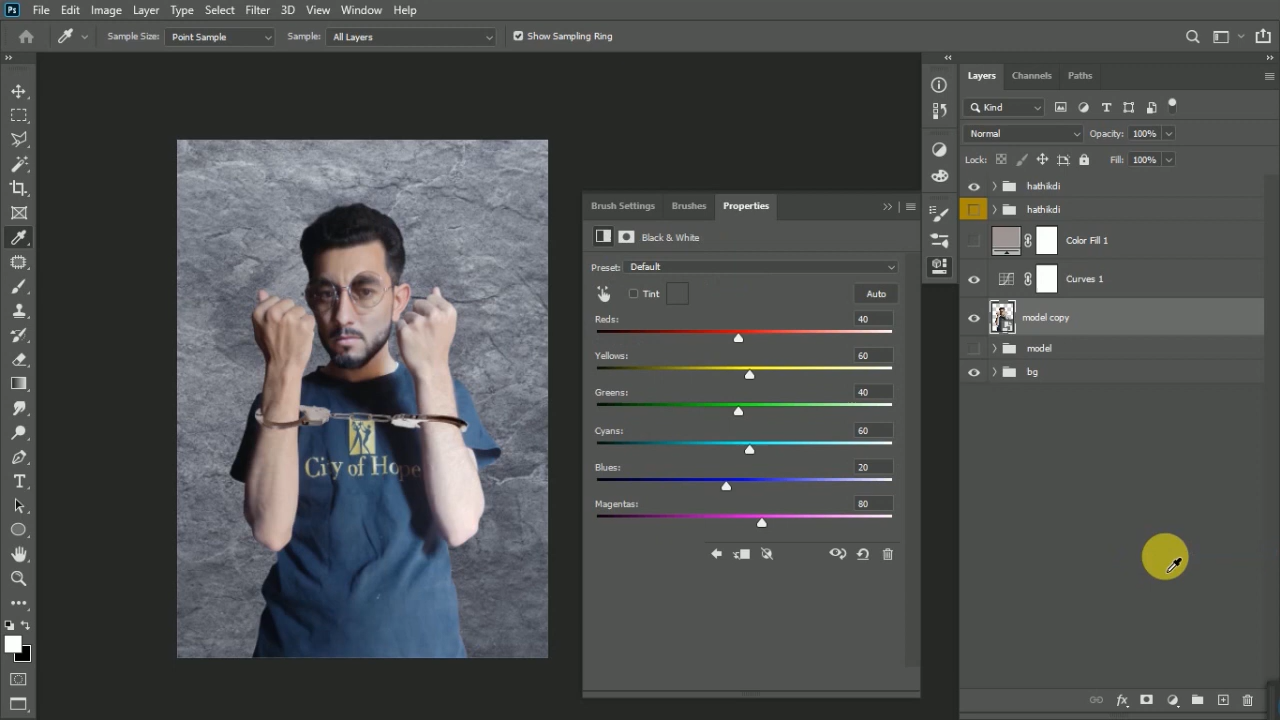 Ps File Edit Image Layer Type Select Filter 3D View Window Help
Sample Size: Point Sample Sample: All Layers Show Sampling Ring
Layers Channels Paths
Kind
Normal Opacity: 100%
Lock: Fill: 100%
hathikdi
hathikdi
Color Fill 1
Curves 1
model copy
model
bg
Brush Settings Brushes Properties
Black & White
Preset: Default
Tint Auto
Reds: 40
Yellows: 60
Greens: 40
Cyans: 60
Blues: 20
Magentas: 80
City of Hope